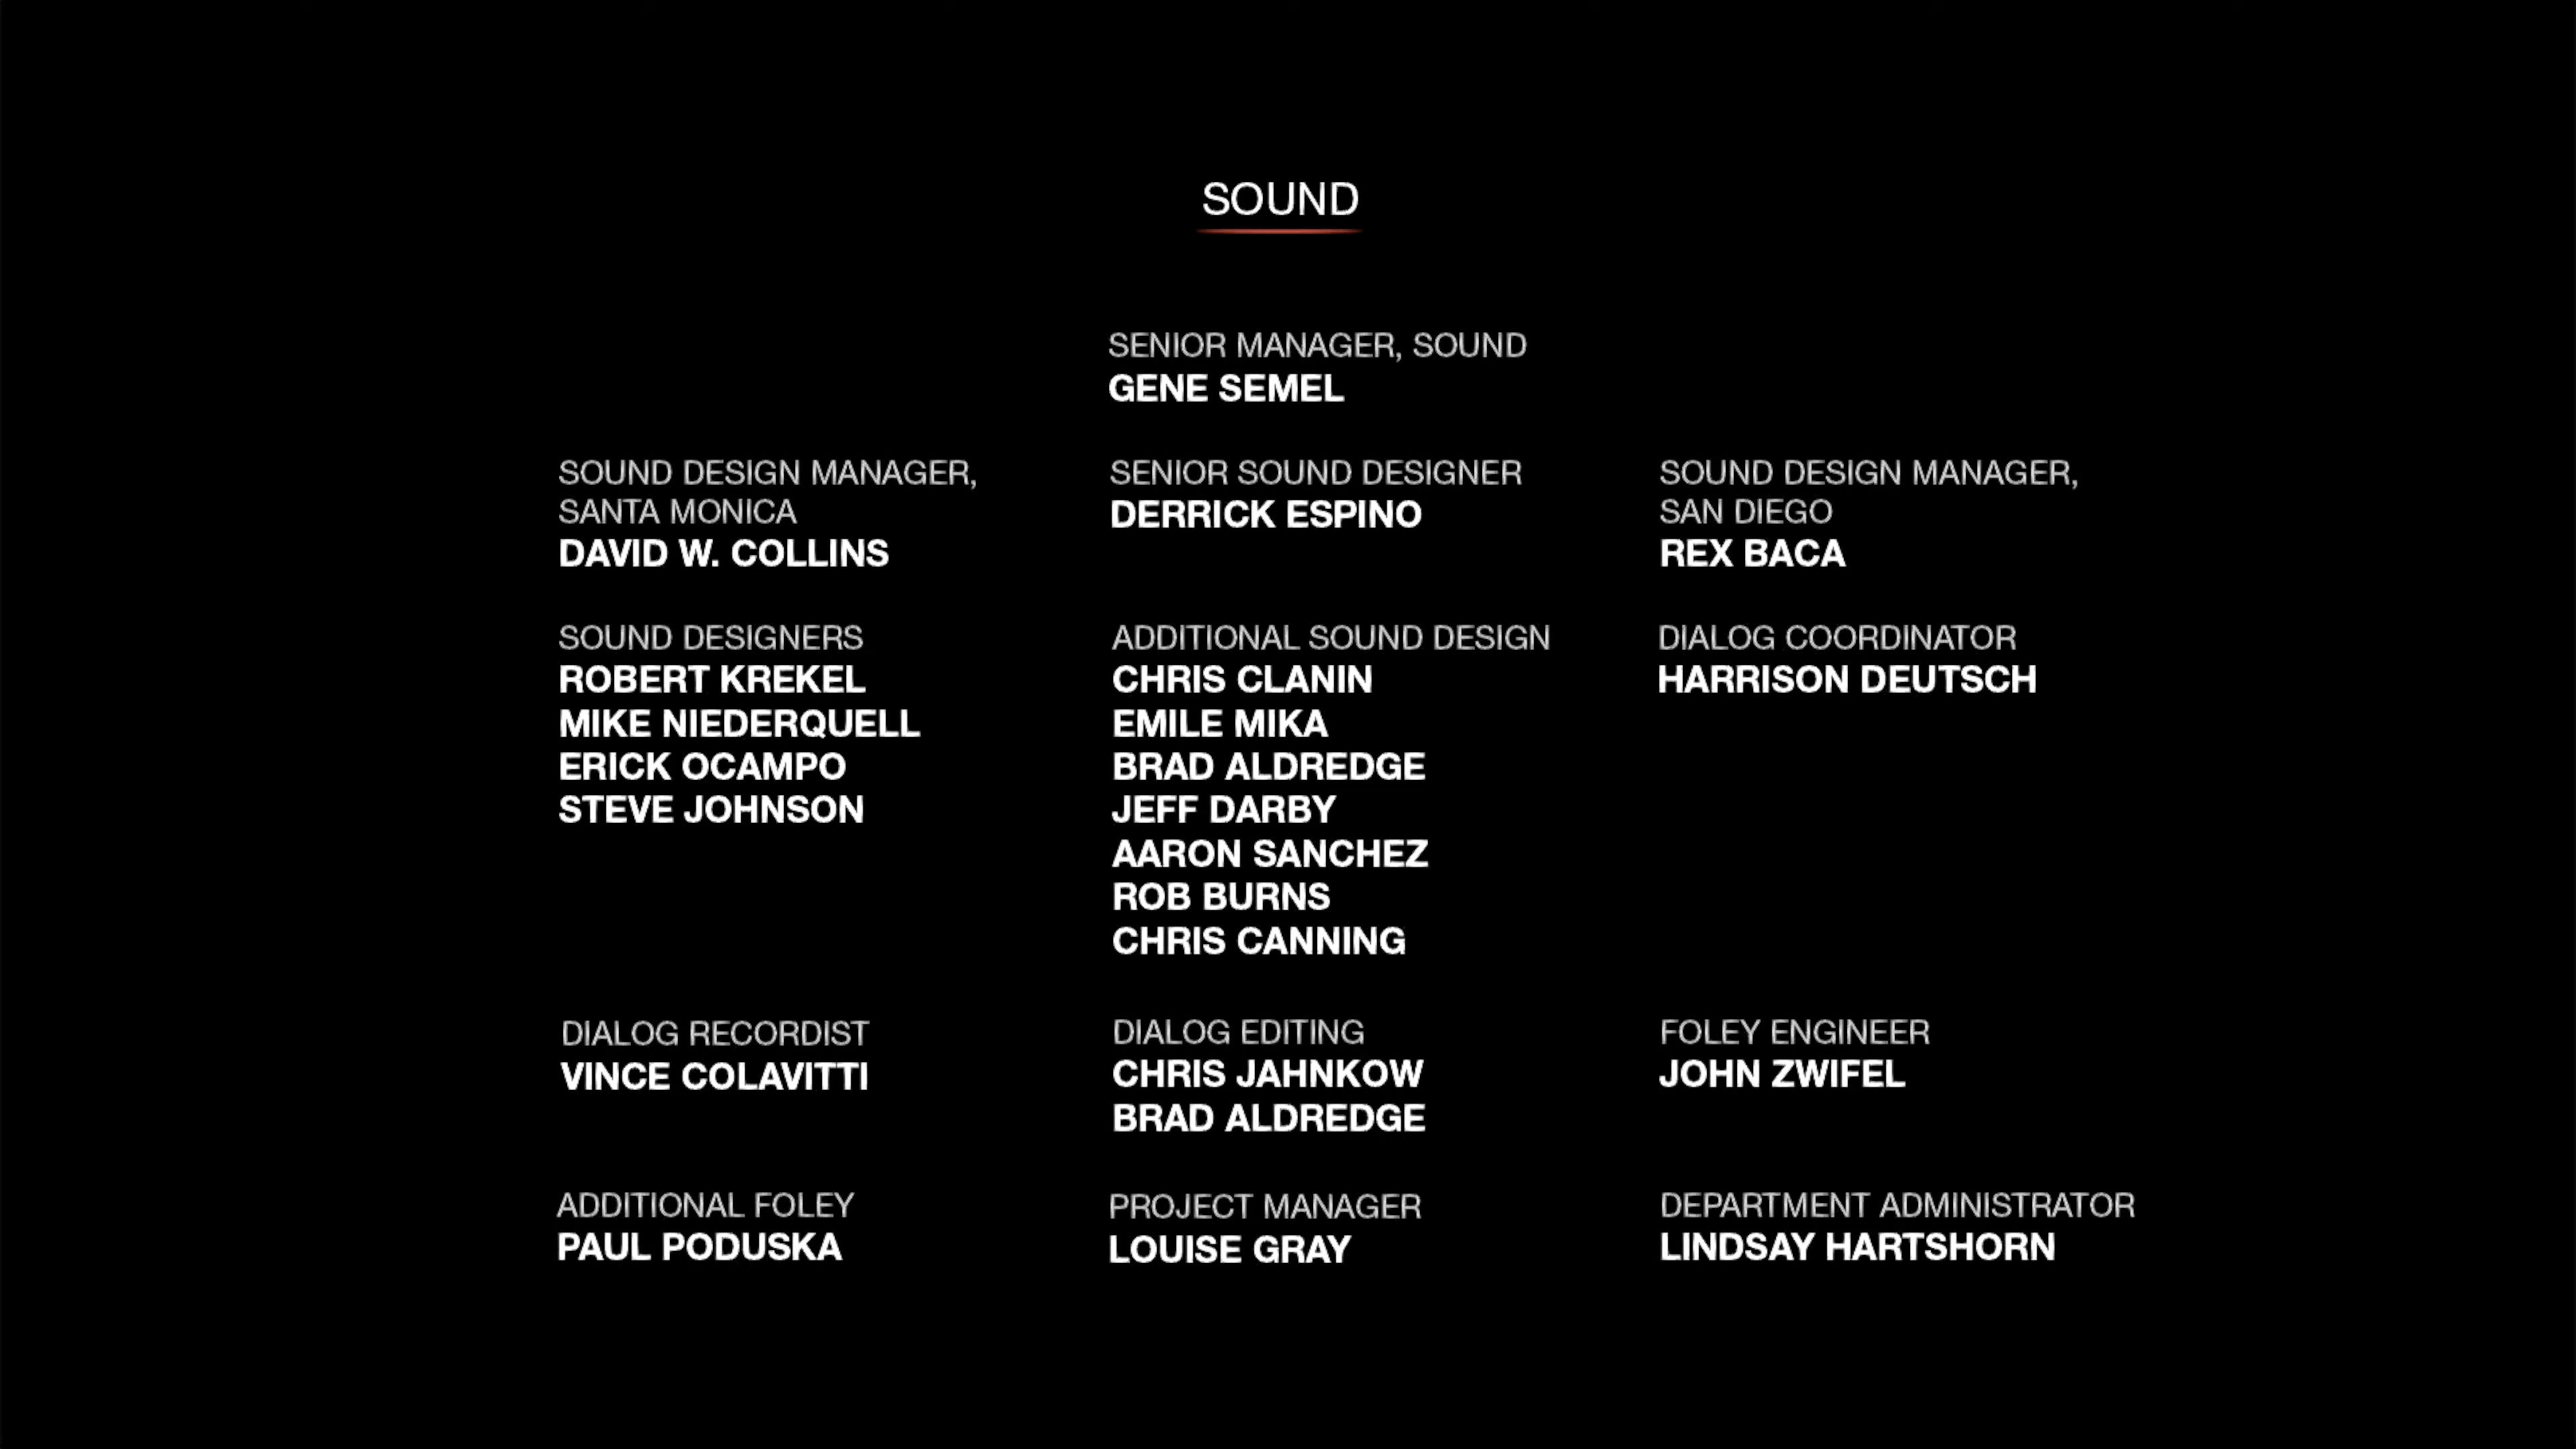 SOUND
SENIOR MANAGER, SOUND
GENE SEMEL
SOUND DESIGN MANAGER,
SANTA MONICA
DAVID W. COLLINS
SENIOR SOUND DESIGNER
DERRICK ESPINO
SOUND DESIGN MANAGER,
SAN DIEGO
REX BACA
SOUND DESIGNERS
ROBERT KREKEL
MIKE NIEDERQUELL
ERICK OCAMPO
STEVE JOHNSON
ADDITIONAL SOUND DESIGN
CHRIS CLANIN
EMILE MIKA
BRAD ALDREDGE
JEFF DARBY
AARON SANCHEZ
ROB BURNS
CHRIS CANNING
DIALOG COORDINATOR
HARRISON DEUTSCH
DIALOG RECORDIST
VINCE COLAVITTI
DIALOG EDITING
CHRIS JAHNKOW
BRAD ALDREDGE
FOLEY ENGINEER
JOHN ZWIFEL
ADDITIONAL FOLEY
PAUL PODUSKA
PROJECT MANAGER
LOUISE GRAY
DEPARTMENT ADMINISTRATOR
LINDSAY HARTSHORN